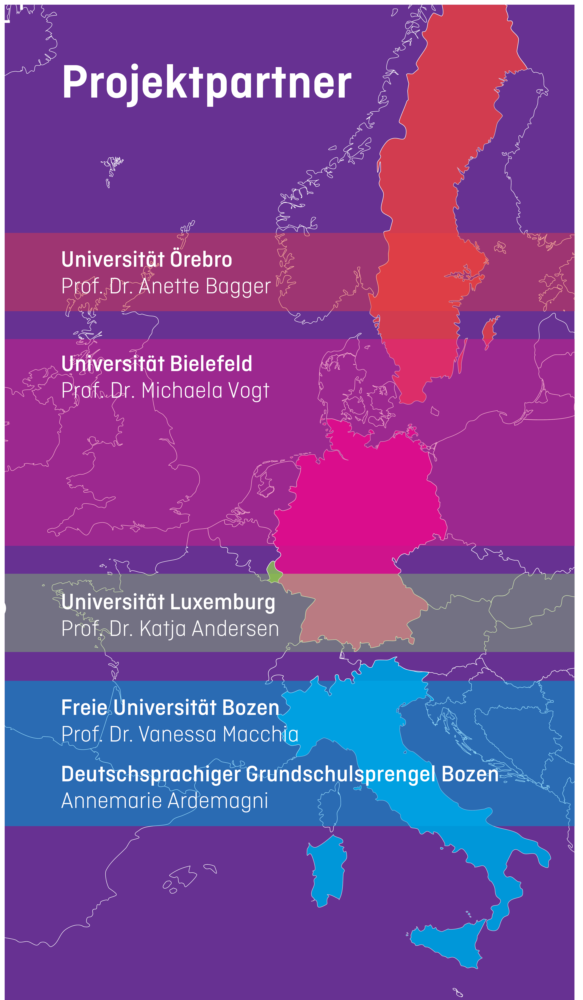 Projektpartner
Universität Örebro
Prof. Dr. Anette Bagger
Universität Bielefeld
Prof. Dr. Michaela Vogt
Universität Luxemburg
Prof. Dr. Katja Andersen
Freie Universität Bozen
Prof. Dr. Vanessa Macchia
Deutschsprachiger Grundschulsprengel Bozen
Annemarie Ardemagni